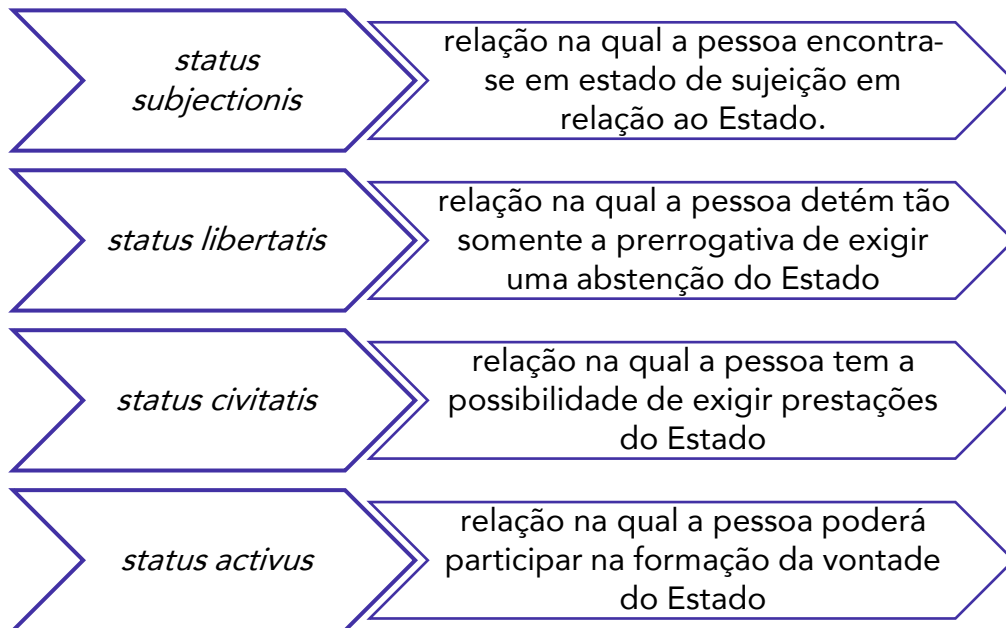 status
subjectionis
relação na qual a pessoa encontra-
se em estado de sujeição em
relação ao Estado.
status libertatis
relação na qual a pessoa detém tão
somente a prerrogativa de exigir
uma abstenção do Estado
status civitatis
relação na qual a pessoa tem a
possibilidade de exigir prestações
do Estado
status activus
relação na qual a pessoa poderá
participar na formação da vontade
do Estado